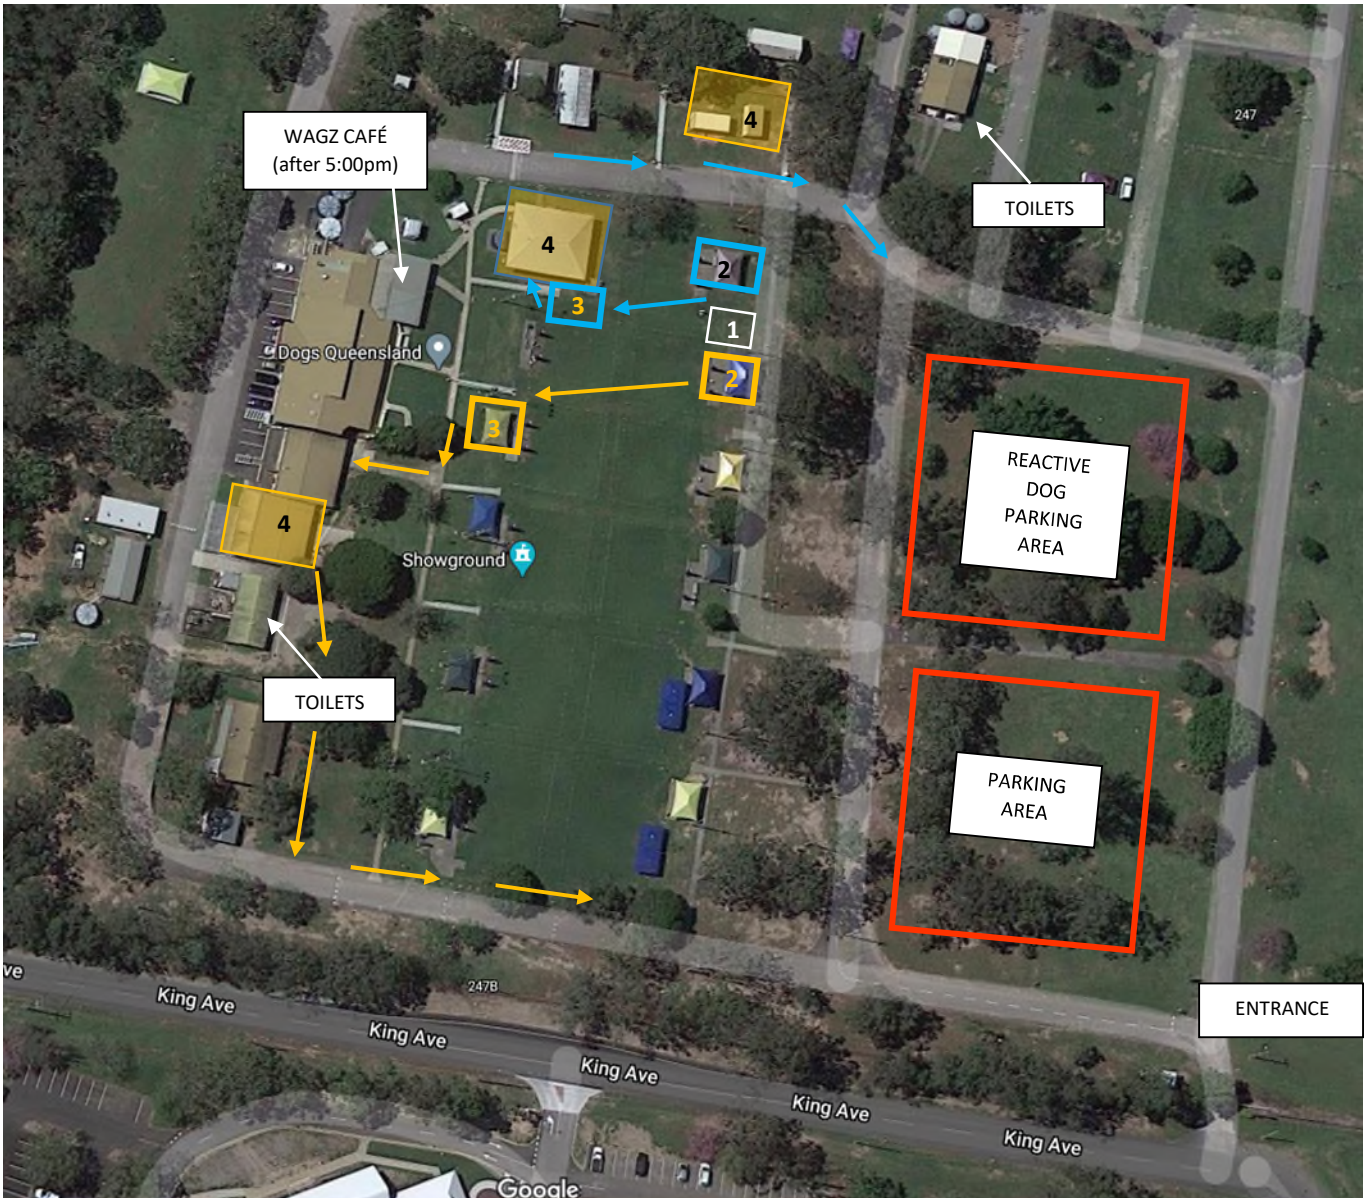 WAGZ CAFÉ
(after 5:00pm)
4
247
TOILETS
4
2
3
1
Dogs Queensland
2
3
REACTIVE
DOG
PARKING
AREA
4
Showground
TOILETS
PARKING
AREA
ve
King Ave
247B
King Ave
King Ave
King Ave
King Ave
ENTRANCE
Google